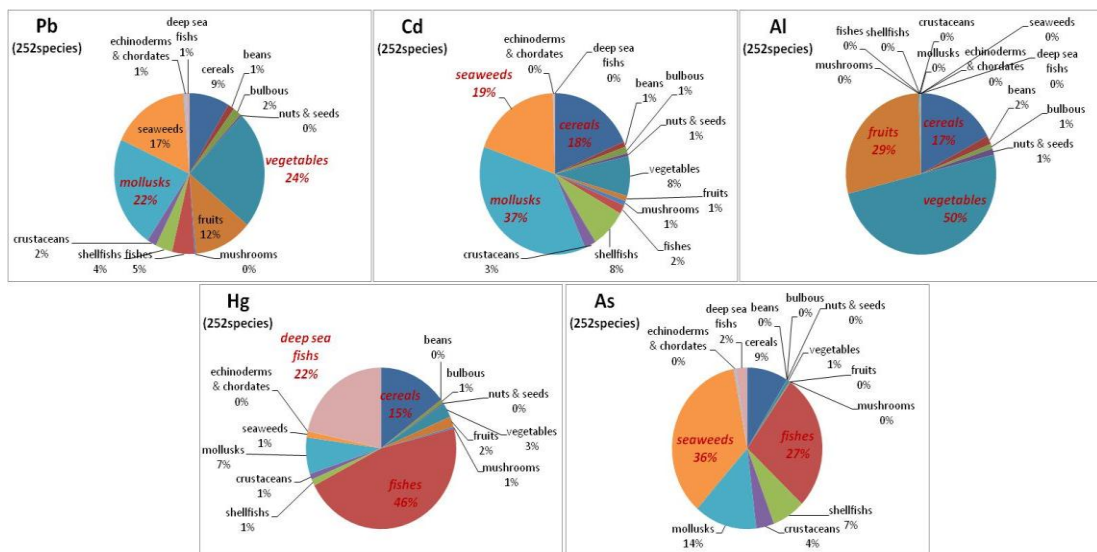 Pb
(252species)
deep sea
fishs
1%
echinoderms
& chordates
1%
cereals
9%
beans
1%
bulbous
2%
nuts & seeds
0%
vegetables
24%
fruits
12%
mushrooms
0%
fishes
5%
shellfishs
4%
crustaceans
2%
mollusks
22%
seaweeds
17%
Cd
(252species)
echinoderms
& chordates
0%
deep sea
fishs
0%
seaweeds
19%
cereals
18%
beans
1%
bulbous
1%
nuts & seeds
1%
vegetables
8%
fruits
1%
mushrooms
1%
fishes
2%
shellfishs
8%
crustaceans
3%
mollusks
37%
Al
(252species)
fishes
0%
shellfishs
0%
crustaceans
0%
mollusks
0%
seaweeds
0%
echinoderms
& chordates
0%
deep sea
fishs
0%
mushrooms
0%
beans
2%
bulbous
1%
nuts & seeds
1%
cereals
17%
fruits
29%
vegetables
50%
Hg
(252species)
deep sea
fishs
22%
beans
0%
bulbous
1%
nuts & seeds
0%
cereals
15%
vegetables
3%
fruits
2%
mushrooms
1%
fishes
46%
shellfishs
1%
crustaceans
1%
mollusks
7%
seaweeds
1%
echinoderms
& chordates
0%
As
(252species)
echinoderms
& chordates
0%
deep sea
fishs
2%
cereals
9%
beans
0%
bulbous
0%
nuts & seeds
0%
vegetables
1%
fruits
0%
mushrooms
0%
fishes
27%
shellfishs
7%
crustaceans
4%
mollusks
14%
seaweeds
36%